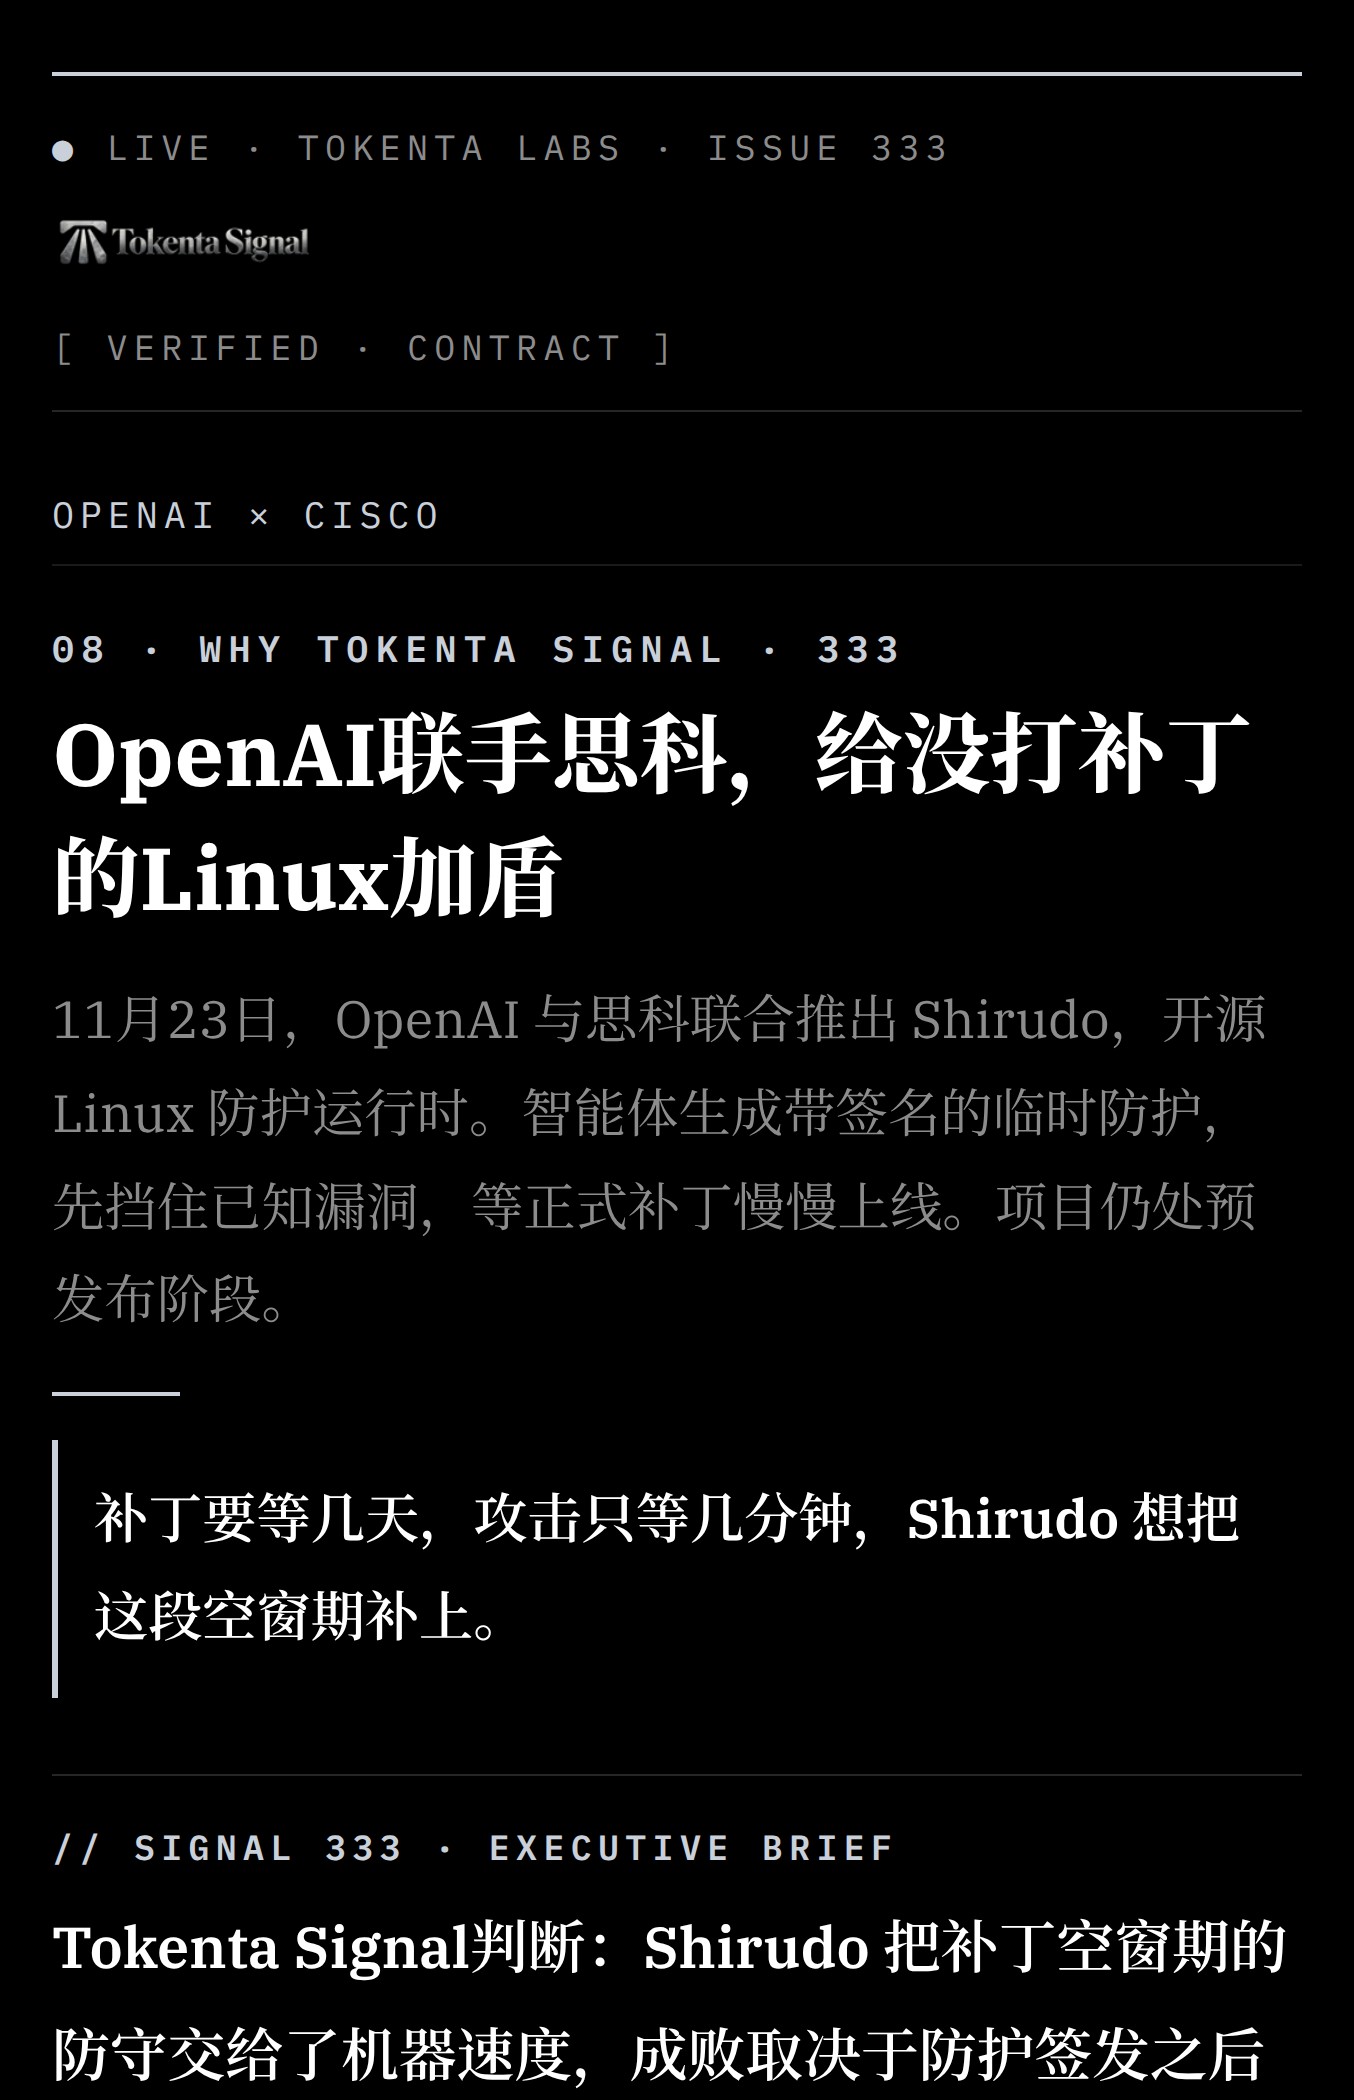 ● LIVE · TOKENTA LABS · ISSUE 333
Tokenta Signal
[ VERIFIED · CONTRACT ]
OPENAI × CISCO
08 · WHY TOKENTA SIGNAL · 333
OpenAI联手思科，给没打补丁
的Linux加盾
11月23日，OpenAI 与思科联合推出 Shirudo，开源
Linux 防护运行时。智能体生成带签名的临时防护，
先挡住已知漏洞，等正式补丁慢慢上线。项目仍处预
发布阶段。
补丁要等几天，攻击只等几分钟，Shirudo 想把
这段空窗期补上。
// SIGNAL 333 · EXECUTIVE BRIEF
Tokenta Signal判断：Shirudo 把补丁空窗期的
防守交给了机器速度，成败取决于防护签发之后